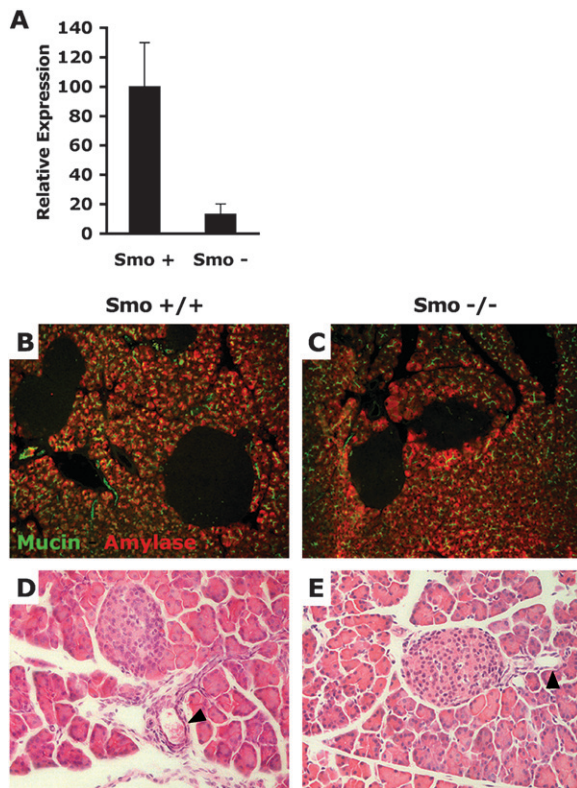 A
140
120
100
80
60
40
20
0
Relative Expression
Smo +
Smo -
Smo +/+
Smo -/-
B
C
Mucin - Amylase
D
E